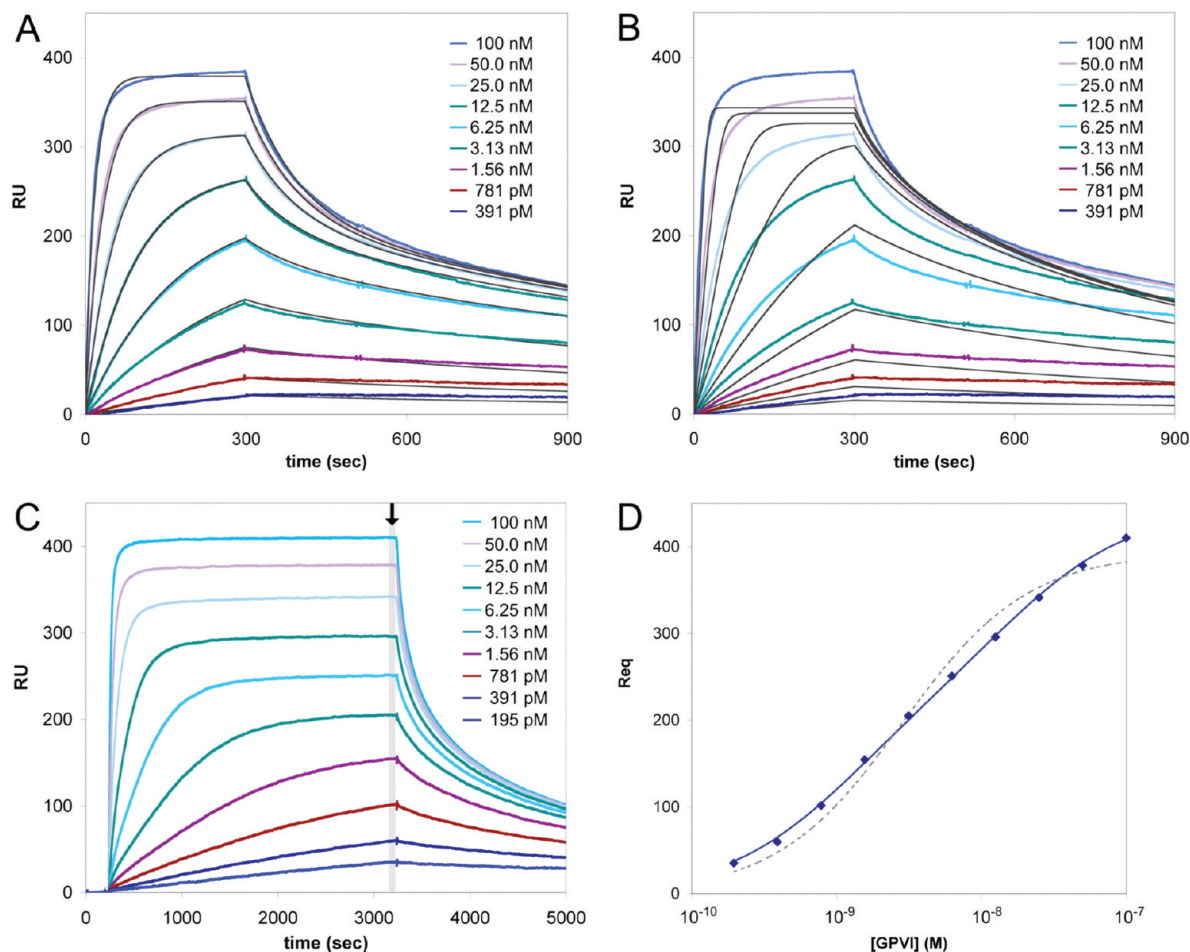 A
RU
400
300
200
100
0
0
300
600
900
time (sec)
100 nM
50.0 nM
25.0 nM
12.5 nM
6.25 nM
3.13 nM
1.56 nM
781 pM
391 pM
B
RU
400
300
200
100
0
0
300
600
900
time (sec)
100 nM
50.0 nM
25.0 nM
12.5 nM
6.25 nM
3.13 nM
1.56 nM
781 pM
391 pM
C
RU
400
300
200
100
0
0
1000
2000
3000
4000
5000
time (sec)
100 nM
50.0 nM
25.0 nM
12.5 nM
6.25 nM
3.13 nM
1.56 nM
781 pM
391 pM
195 pM
D
Req
400
300
200
100
0
10⁻¹⁰
10⁻⁹
10⁻⁸
10⁻⁷
[GPVI] (M)